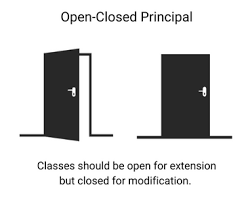 Open-Closed Principal
Classes should be open for extension
but closed for modification.